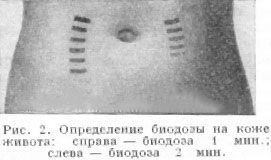 Рис. 2. Определение биодозы на коже
живота: справа — биодоза 1 мин.;
слева — биодоза 2 мин.